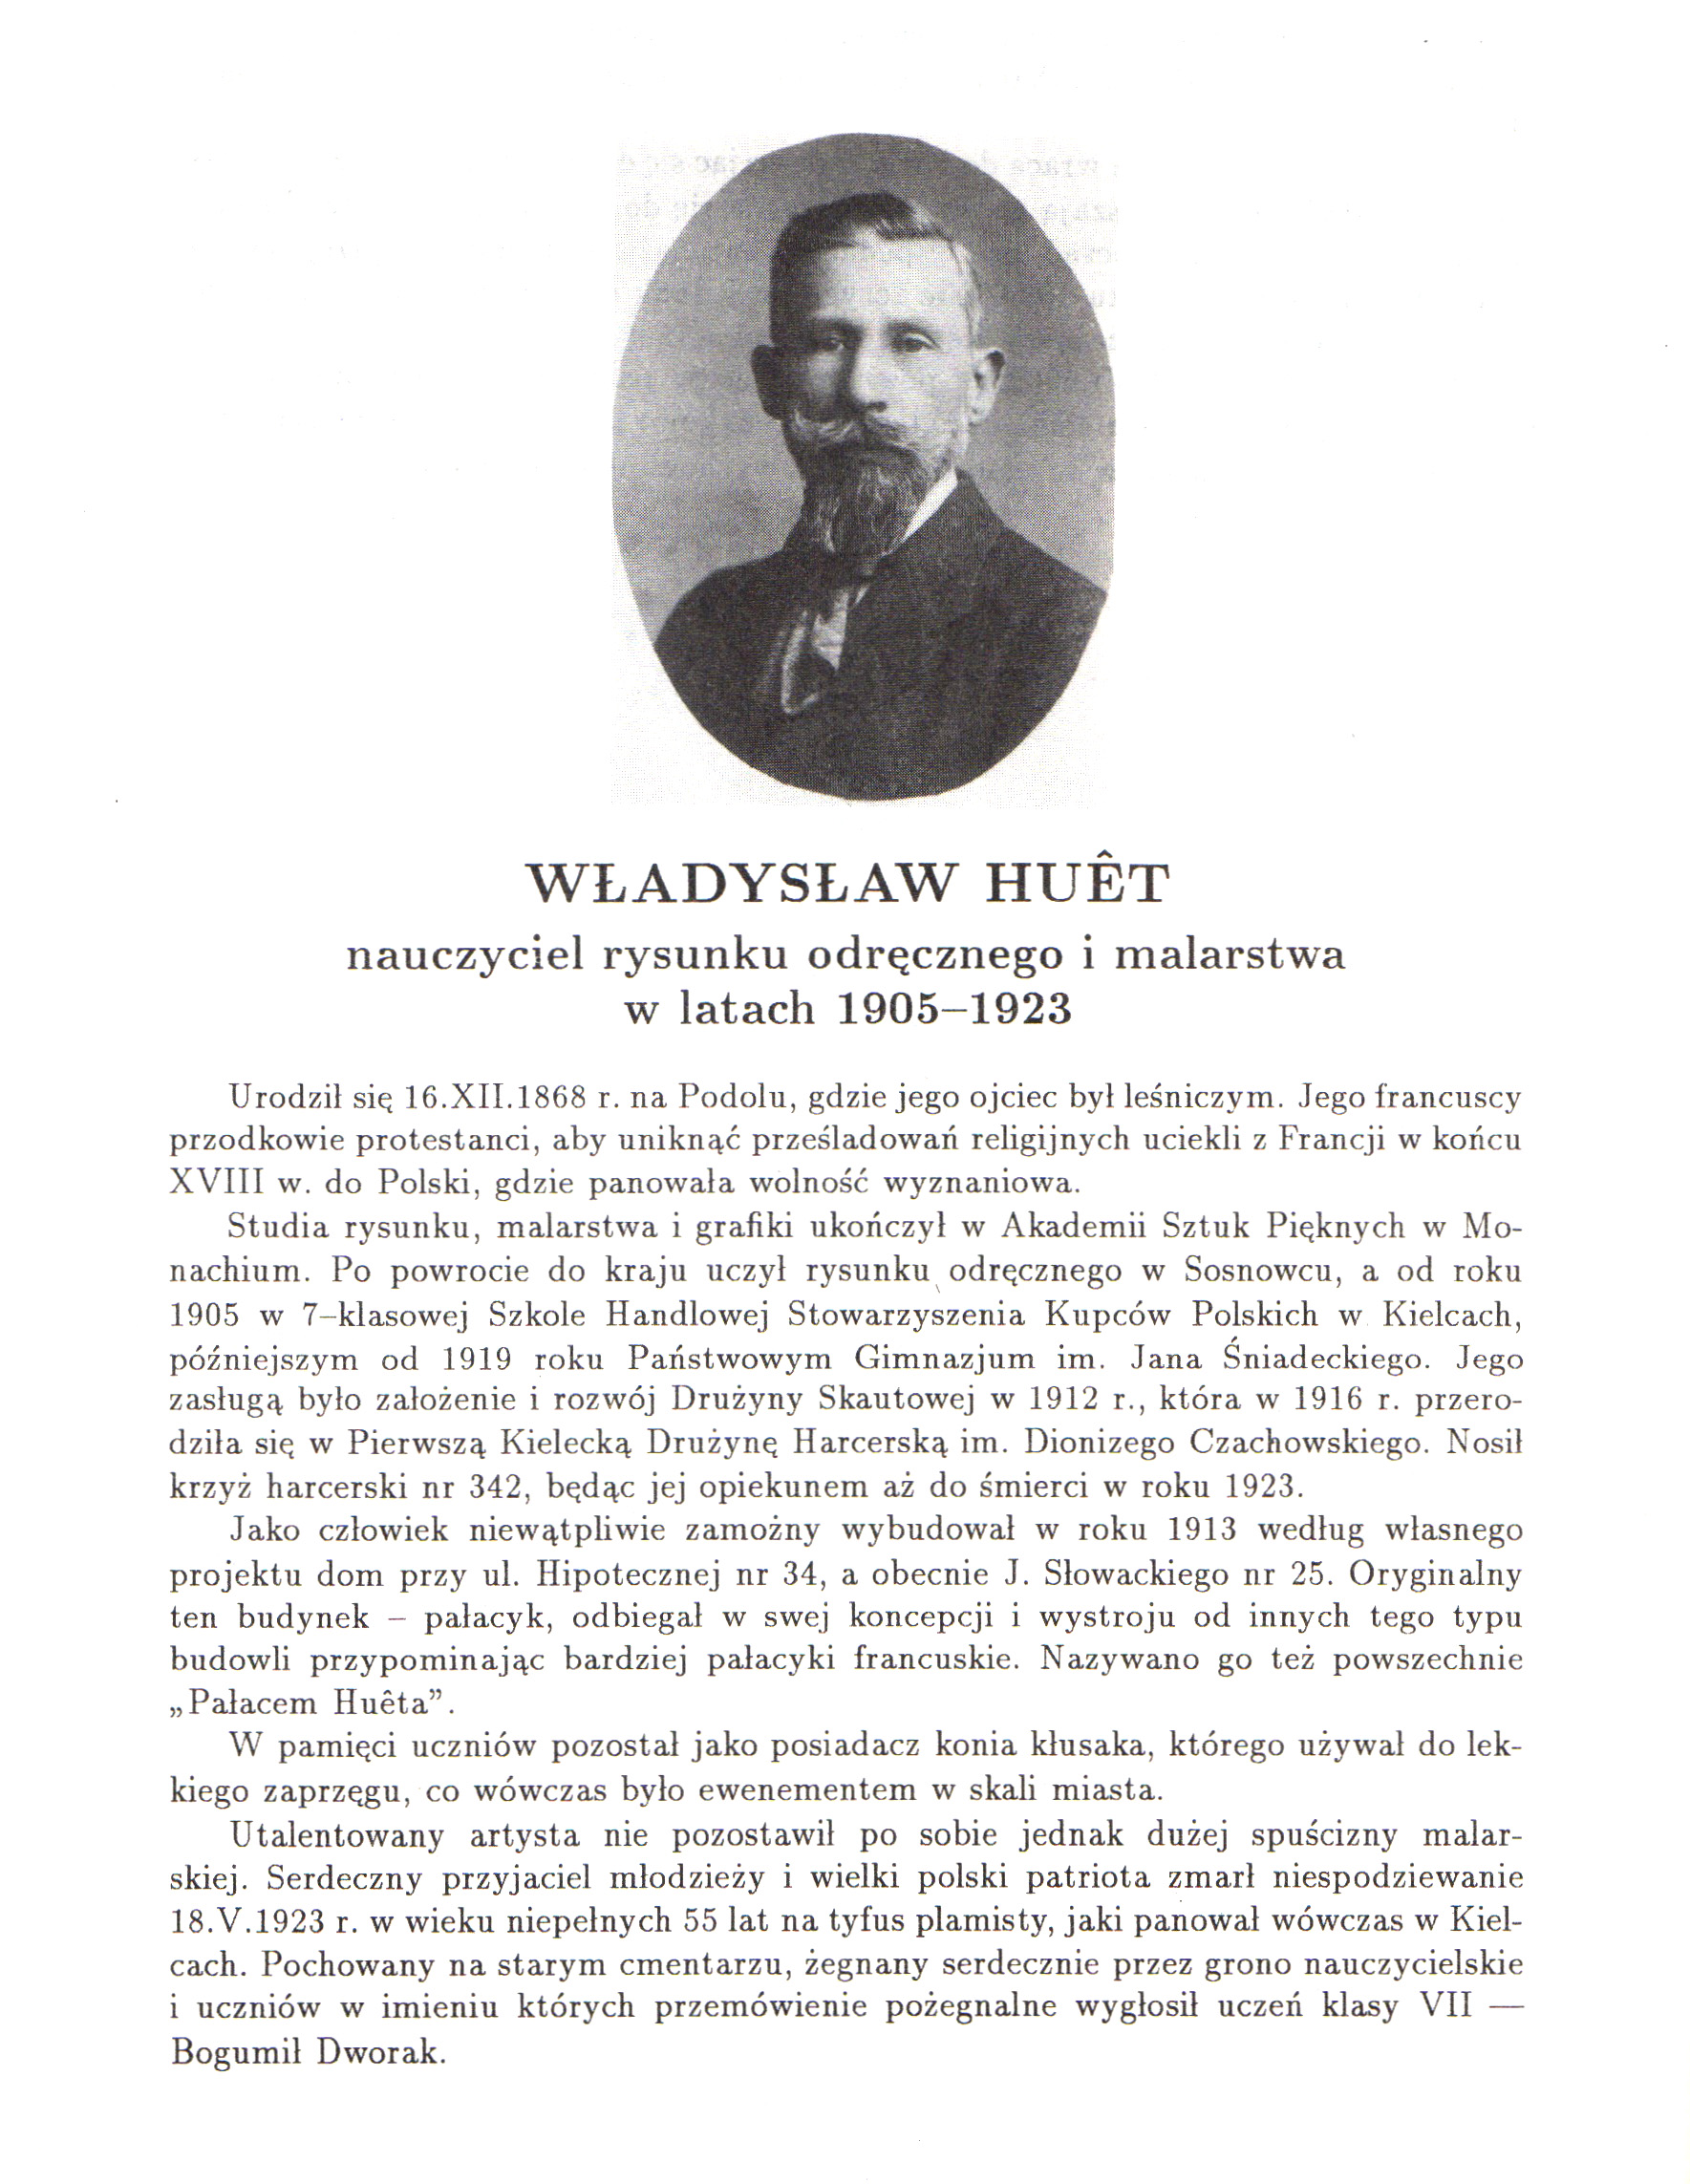 WŁADYSŁAW HUÊT
nauczyciel rysunku odręcznego i malarstwa
w latach 1905–1923
Urodził się 16.XII.1868 r. na Podolu, gdzie jego ojciec był leśniczym. Jego francuscy
przodkowie protestanci, aby uniknąć prześladowań religijnych uciekli z Francji w końcu
XVIII w. do Polski, gdzie panowała wolność wyznaniowa.
Studia rysunku, malarstwa i grafiki ukończył w Akademii Sztuk Pięknych w Mo-
nachium. Po powrocie do kraju uczył rysunku odręcznego w Sosnowcu, a od roku
1905 w 7–klasowej Szkole Handlowej Stowarzyszenia Kupców Polskich w Kielcach,
późniejszym od 1919 roku Państwowym Gimnazjum im. Jana Śniadeckiego. Jego
zasługą było założenie i rozwój Drużyny Skautowej w 1912 r., która w 1916 r. przero-
dziła się w Pierwszą Kielecką Drużynę Harcerską im. Dionizego Czachowskiego. Nosił
krzyż harcerski nr 342, będąc jej opiekunem aż do śmierci w roku 1923.
Jako człowiek niewątpliwie zamożny wybudował w roku 1913 według własnego
projektu dom przy ul. Hipotecznej nr 34, a obecnie J. Słowackiego nr 25. Oryginalny
ten budynek – pałacyk, odbiegał w swej koncepcji i wystroju od innych tego typu
budowli przypominając bardziej pałacyki francuskie. Nazywano go też powszechnie
„Pałacem Huêta”.
W pamięci uczniów pozostał jako posiadacz konia kłusaka, którego używał do lek-
kiego zaprzęgu, co wówczas było ewenementem w skali miasta.
Utalentowany artysta nie pozostawił po sobie jednak dużej spuścizny malar-
skiej. Serdeczny przyjaciel młodzieży i wielki polski patriota zmarł niespodziewanie
18.V.1923 r. w wieku niepełnych 55 lat na tyfus plamisty, jaki panował wówczas w Kiel-
cach. Pochowany na starym cmentarzu, żegnany serdecznie przez grono nauczycielskie
i uczniów w imieniu których przemówienie pożegnalne wygłosił uczeń klasy VII —
Bogumił Dworak.